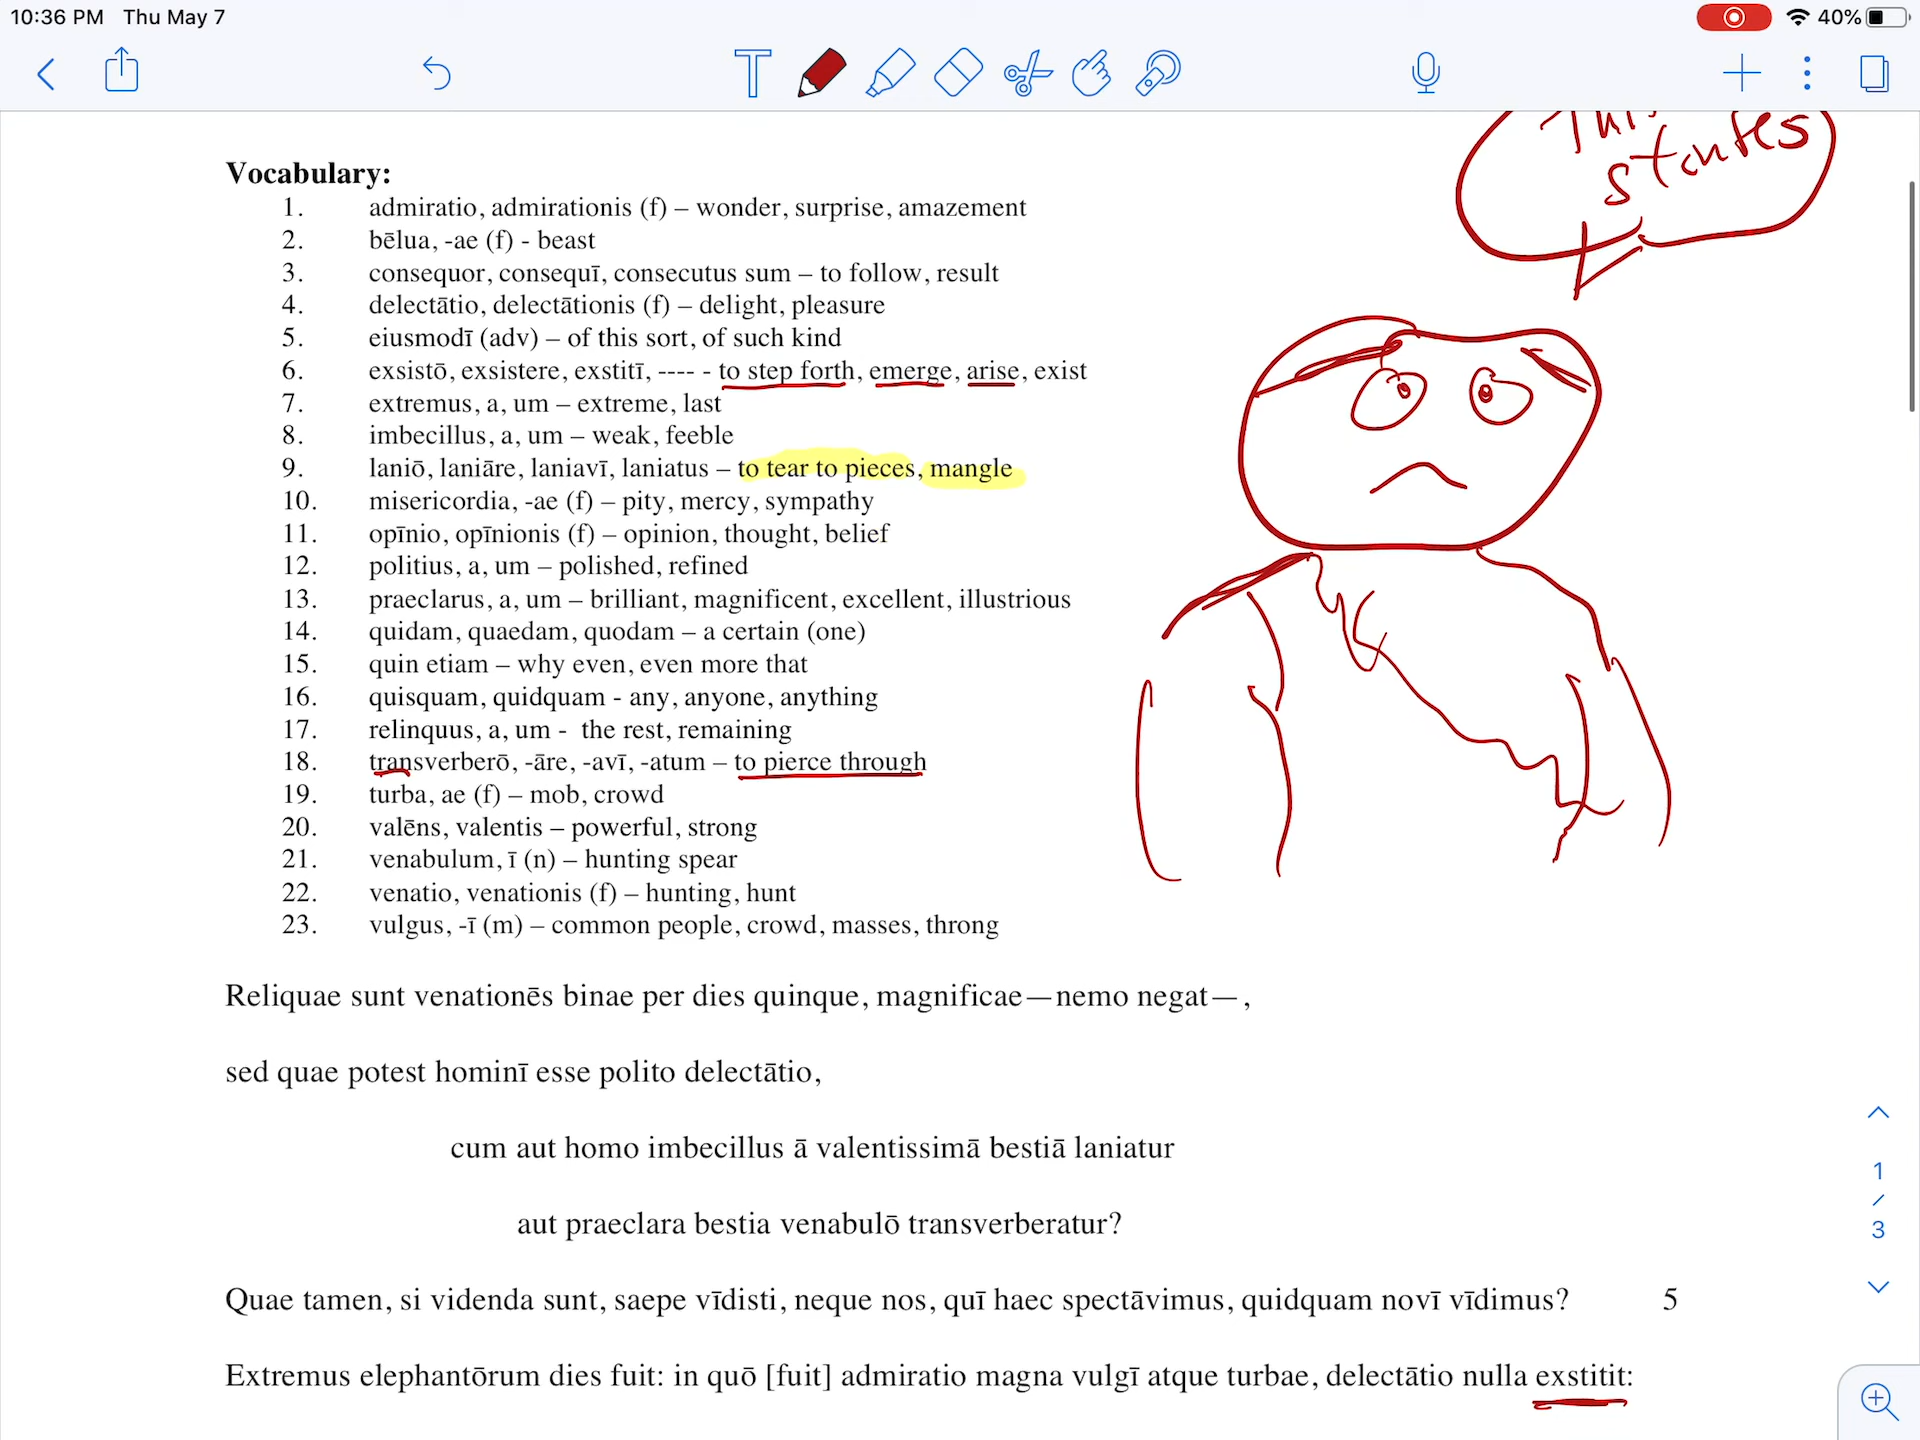 10:36 PM Thu May 7
40%
T
stantes
Vocabulary:
1. admiratio, admirationis (f) – wonder, surprise, amazement
2. bēlua, -ae (f) - beast
3. consequor, consequī, consecutus sum – to follow, result
4. delectātio, delectātionis (f) – delight, pleasure
5. eiusmodī (adv) – of this sort, of such kind
6. exsistō, exsistere, exstitī, ---- - to step forth, emerge, arise, exist
7. extremus, a, um – extreme, last
8. imbecillus, a, um – weak, feeble
9. laniō, laniāre, laniavī, laniatus – to tear to pieces, mangle
10. misericordia, -ae (f) – pity, mercy, sympathy
11. opīnio, opīnionis (f) – opinion, thought, belief
12. politius, a, um – polished, refined
13. praeclarus, a, um – brilliant, magnificent, excellent, illustrious
14. quidam, quaedam, quodam – a certain (one)
15. quin etiam – why even, even more that
16. quisquam, quidquam - any, anyone, anything
17. relinquus, a, um - the rest, remaining
18. transverberō, -āre, -avī, -atum – to pierce through
19. turba, ae (f) – mob, crowd
20. valēns, valentis – powerful, strong
21. venabulum, ī (n) – hunting spear
22. venatio, venationis (f) – hunting, hunt
23. vulgus, -ī (m) – common people, crowd, masses, throng
Reliquae sunt venationēs binae per dies quinque, magnificae—nemo negat—,
sed quae potest hominī esse polito delectātio,
cum aut homo imbecillus ā valentissimā bestiā laniatur
aut praeclara bestia venabulō transverberatur?
Quae tamen, si videnda sunt, saepe vīdisti, neque nos, quī haec spectāvimus, quidquam novī vīdimus? 5
Extremus elephantōrum dies fuit: in quō [fuit] admiratio magna vulgī atque turbae, delectātio nulla exstitit:
1
/
3